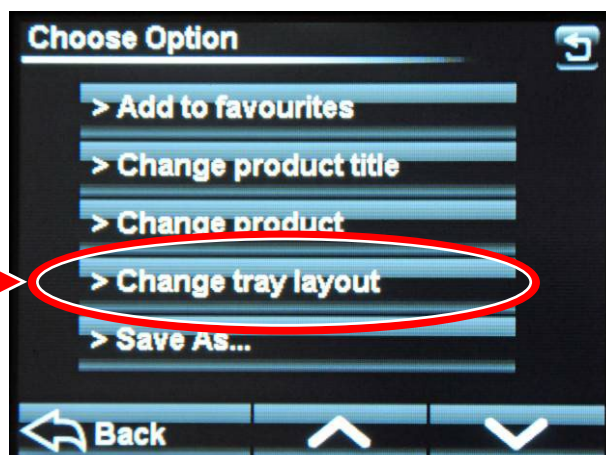 Choose Option
> Add to favourites
> Change product title
> Change product
> Change tray layout
> Save As...
Back